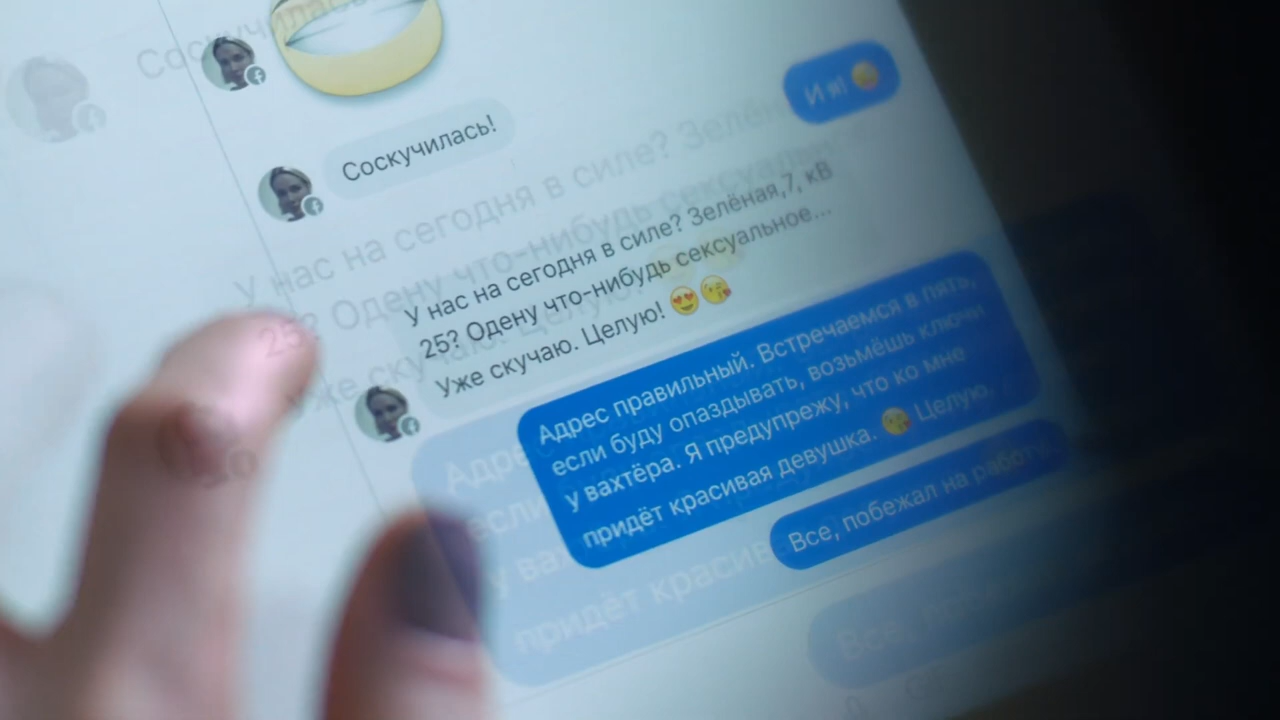 И я!
Соскучилась!
У нас на сегодня в силе? Зелёная,7, кв
25? Одену что-нибудь сексуальное...
Уже скучаю. Целую!
Адрес правильный. Встречаемся в пять,
если буду опаздывать, возьмёшь ключи
у вахтёра. Я предупрежу, что ко мне
придёт красивая девушка. Целую.
Все, побежал на работу